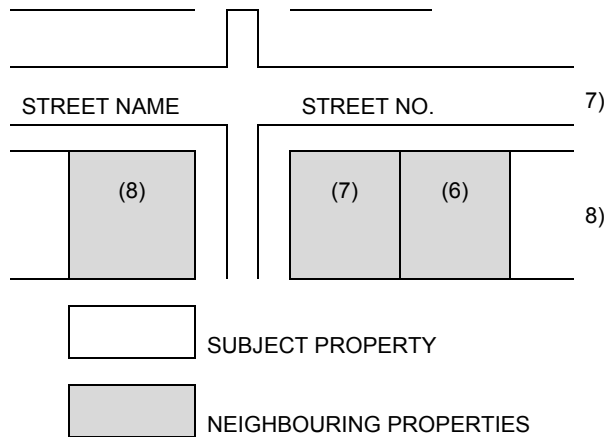 STREET NAME STREET NO. 7)
(8) (7) (6)
8)
SUBJECT PROPERTY
NEIGHBOURING PROPERTIES